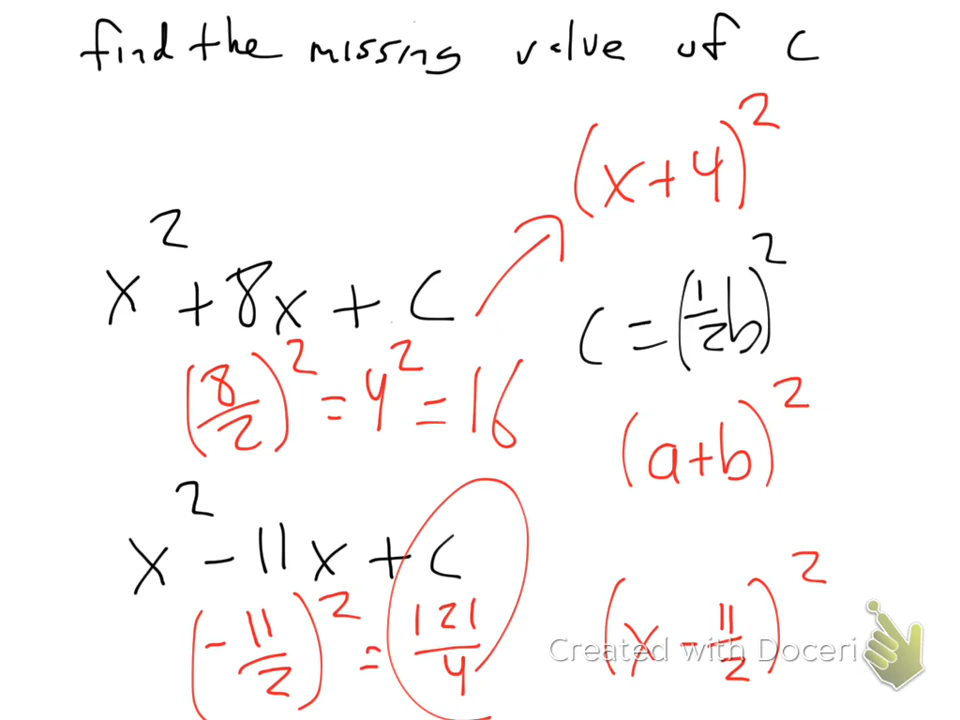 find the missing value of c
(x+4)²
x² + 8x + c
c = (½b)²
(8/2)² = 4² = 16
(a+b)²
x² - 11x + c
(-11/2)² = 121/4
(x - 11/2)²
Created with Doceri